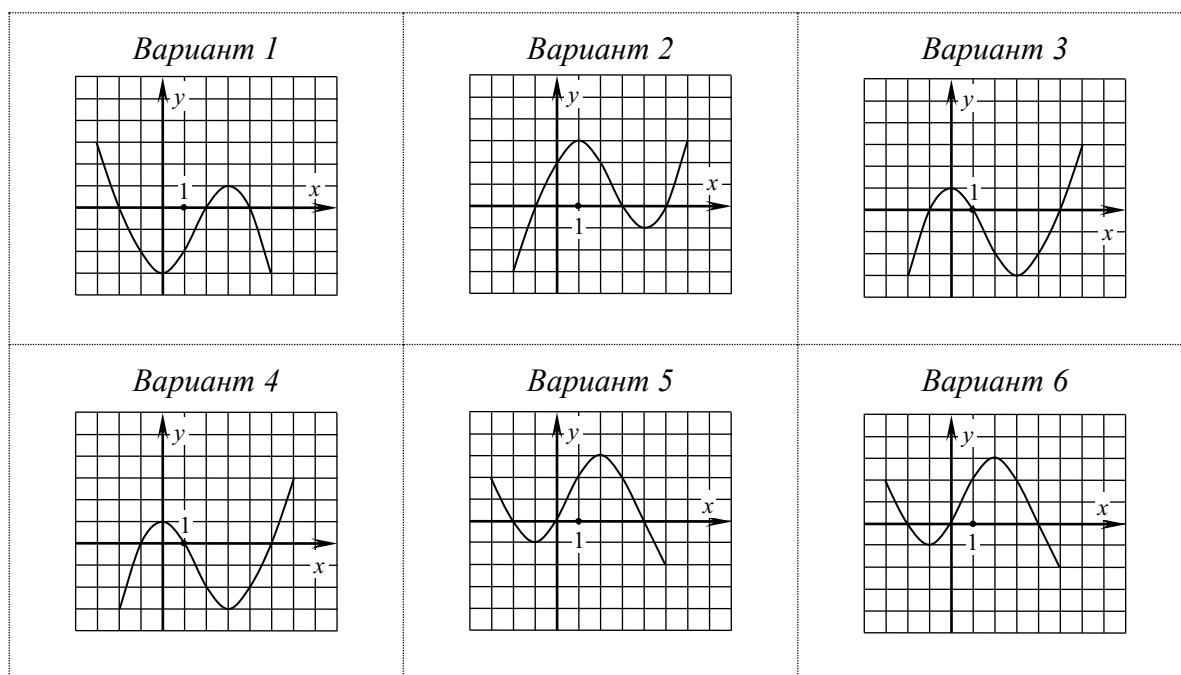 Вариант 1
Вариант 2
Вариант 3
y
1
x
y
x
1
y
1
x
Вариант 4
Вариант 5
Вариант 6
y
1
x
y
x
1
y
x
1